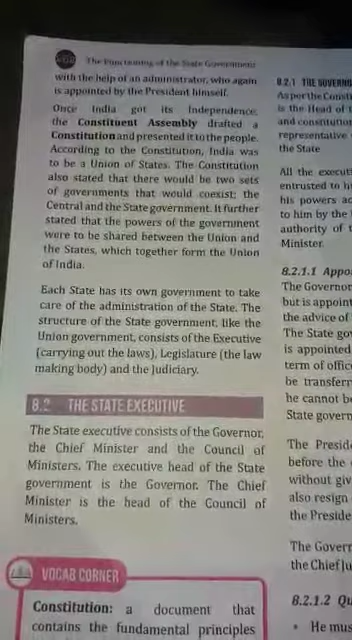 The Functioning of the State Government
with the help of an administrator, who again
is appointed by the President himself.
Once India got its Independence,
the Constituent Assembly drafted a
Constitution and presented it to the people.
According to the Constitution, India was
to be a Union of States. The Constitution
also stated that there would be two sets
of governments that would coexist; the
Central and the State government. It further
stated that the powers of the government
were to be shared between the Union and
the States, which together form the Union
of India.
Each State has its own government to take
care of the administration of the State. The
structure of the State government, like the
Union government, consists of the Executive
(carrying out the laws), Legislature (the law
making body) and the Judiciary.
8.2 THE STATE EXECUTIVE
The State executive consists of the Governor,
the Chief Minister and the Council of
Ministers. The executive head of the State
government is the Governor. The Chief
Minister is the head of the Council of
Ministers.
VOCAB CORNER
Constitution: a document that
contains the fundamental principles
8.2.1 THE GOVERNO
As per the Const
is the Head of t
and constitution
representative
the State
All the executi
entrusted to h
his powers ac
to him by the
authority of t
Minister.
8.2.1.1 Appo
The Governor
but is appoint
the advice of
The State go
is appointed
term of offic
be transferr
he cannot b
State govern
The Preside
before the
without giv
also resign
the Preside
The Govern
the Chief Ju
8.2.1.2 Qu
• He mus